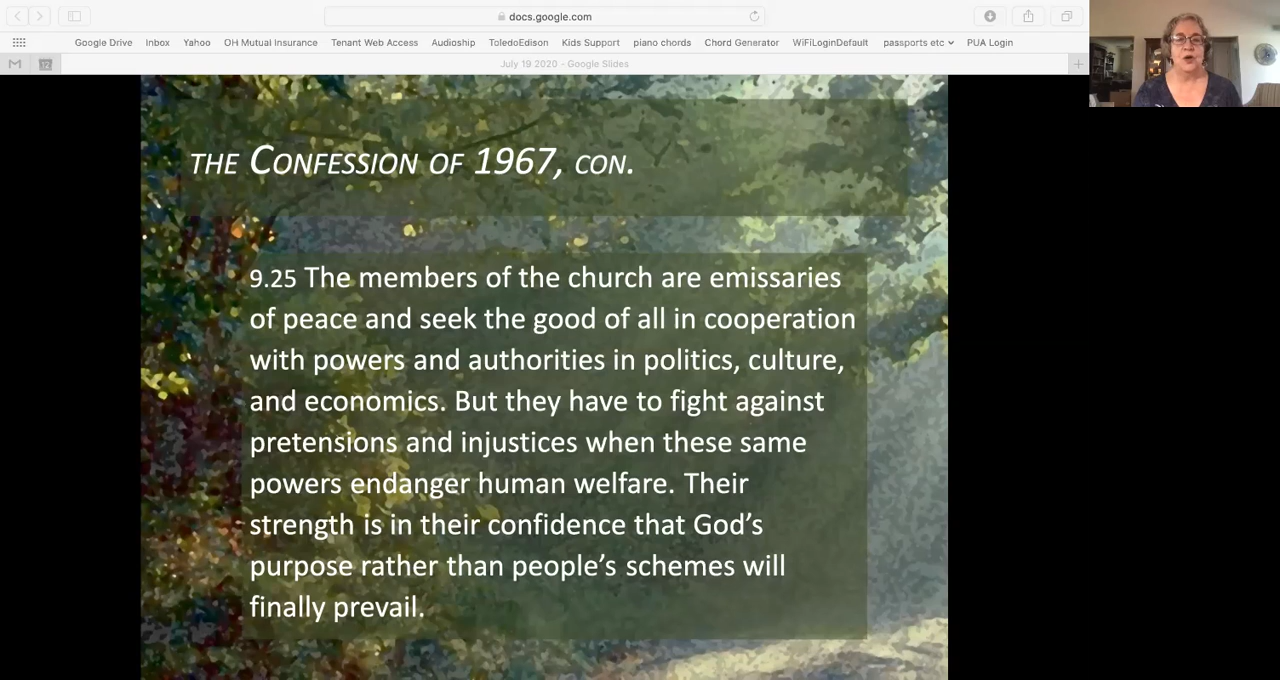 docs.google.com
Google Drive Inbox Yahoo OH Mutual Insurance Tenant Web Access Audioship ToledoEdison Kids Support piano chords Chord Generator WiFiLoginDefault passports etc PUA Login
July 19 2020 - Google Slides
THE CONFESSION OF 1967, CON.
9.25 The members of the church are emissaries
of peace and seek the good of all in cooperation
with powers and authorities in politics, culture,
and economics. But they have to fight against
pretensions and injustices when these same
powers endanger human welfare. Their
strength is in their confidence that God’s
purpose rather than people’s schemes will
finally prevail.